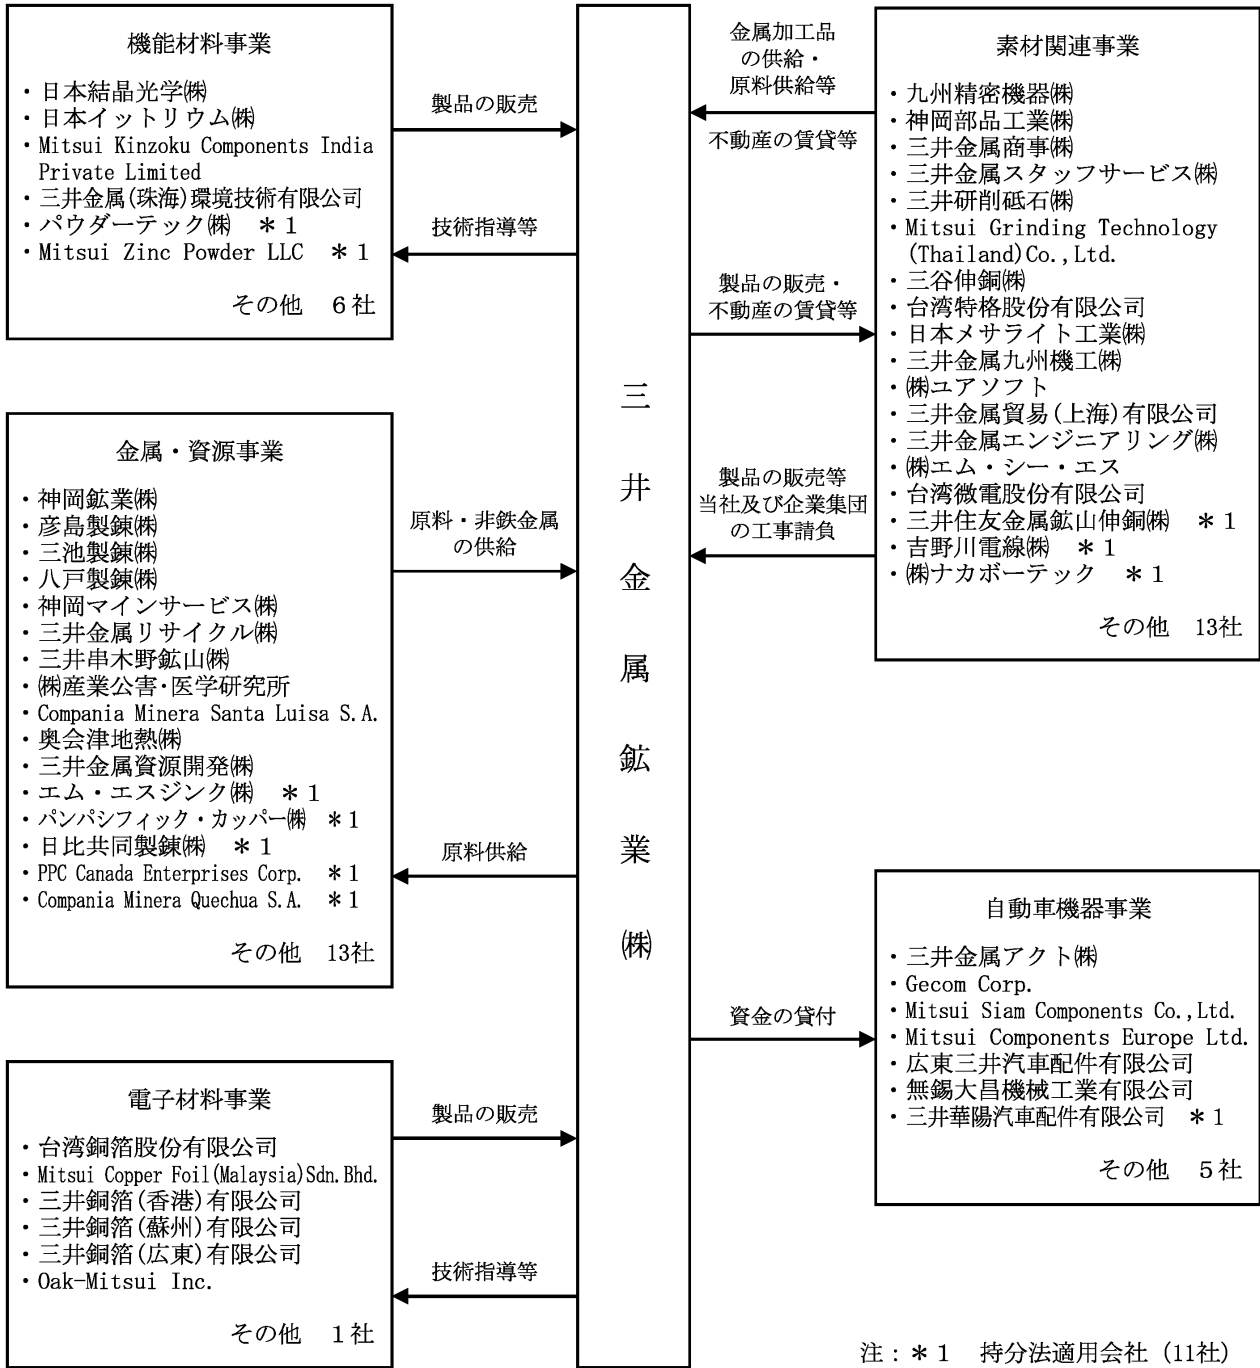 機能材料事業
・日本結晶光学㈱
・日本イットリウム㈱
・Mitsui Kinzoku Components India
Private Limited
・三井金属(珠海)環境技術有限公司
・パウダーテック㈱　＊１
・Mitsui Zinc Powder LLC　＊１
その他　６社
製品の販売
技術指導等
金属・資源事業
・神岡鉱業㈱
・彦島製錬㈱
・三池製錬㈱
・八戸製錬㈱
・神岡マインサービス㈱
・三井金属リサイクル㈱
・三井串木野鉱山㈱
・㈱産業公害･医学研究所
・Compania Minera Santa Luisa S.A.
・奥会津地熱㈱
・三井金属資源開発㈱
・エム・エスジンク㈱　＊１
・パンパシフィック・カッパー㈱　＊１
・日比共同製錬㈱　＊１
・PPC Canada Enterprises Corp.　＊１
・Compania Minera Quechua S.A.　＊１
その他　13社
原料・非鉄金属
の供給
原料供給
電子材料事業
・台湾銅箔股份有限公司
・Mitsui Copper Foil(Malaysia)Sdn.Bhd.
・三井銅箔(香港)有限公司
・三井銅箔(蘇州)有限公司
・三井銅箔(広東)有限公司
・Oak-Mitsui Inc.
その他　１社
製品の販売
技術指導等
三井金属鉱業㈱
金属加工品
の供給・
原料供給等
不動産の賃貸等
製品の販売・
不動産の賃貸等
製品の販売等
当社及び企業集団
の工事請負
素材関連事業
・九州精密機器㈱
・神岡部品工業㈱
・三井金属商事㈱
・三井金属スタッフサービス㈱
・三井研削砥石㈱
・Mitsui Grinding Technology
(Thailand)Co.,Ltd.
・三谷伸銅㈱
・台湾特格股份有限公司
・日本メサライト工業㈱
・三井金属九州機工㈱
・㈱ユアソフト
・三井金属貿易(上海)有限公司
・三井金属エンジニアリング㈱
・㈱エム・シー・エス
・台湾微電股份有限公司
・三井住友金属鉱山伸銅㈱　＊１
・吉野川電線㈱　＊１
・㈱ナカボーテック　＊１
その他　13社
資金の貸付
自動車機器事業
・三井金属アクト㈱
・Gecom Corp.
・Mitsui Siam Components Co.,Ltd.
・Mitsui Components Europe Ltd.
・広東三井汽車配件有限公司
・無錫大昌機械工業有限公司
・三井華陽汽車配件有限公司　＊１
その他　５社
注：＊１　持分法適用会社（11社）